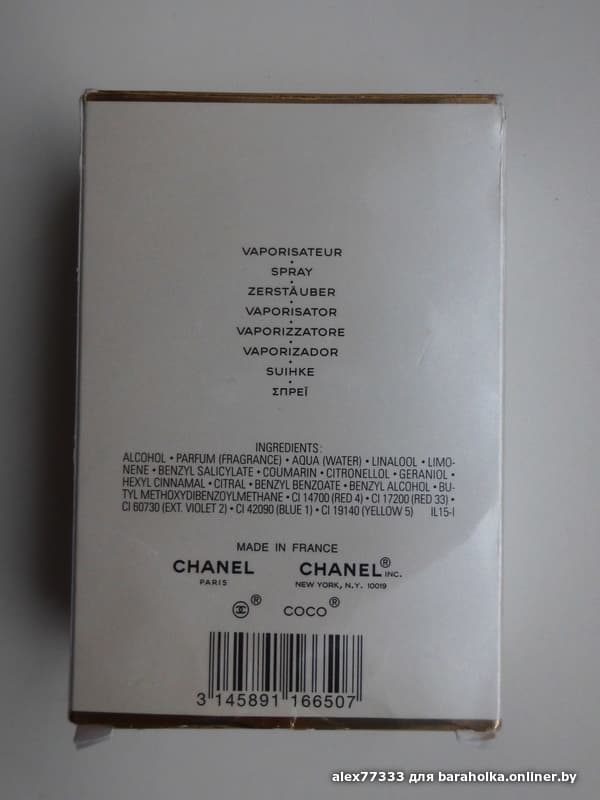 VAPORISATEUR
SPRAY
ZERSTÄUBER
VAPORISATOR
VAPORIZZATORE
VAPORIZADOR
SUIHKE
ΣΠΡΕΪ
INGREDIENTS:
ALCOHOL • PARFUM (FRAGRANCE) • AQUA (WATER) • LINALOOL • LIMO-
NENE • BENZYL SALICYLATE • COUMARIN • CITRONELLOL • GERANIOL •
HEXYL CINNAMAL • CITRAL • BENZYL BENZOATE • BENZYL ALCOHOL • BU-
TYL METHOXYDIBENZOYLMETHANE • CI 14700 (RED 4) • CI 17200 (RED 33) •
CI 60730 (EXT. VIOLET 2) • CI 42090 (BLUE 1) • CI 19140 (YELLOW 5) IL15-I
MADE IN FRANCE
CHANEL CHANEL® INC.
PARIS NEW YORK, N.Y. 10019
® COCO®
3 145891 166507
alex77333 для baraholka.onliner.by